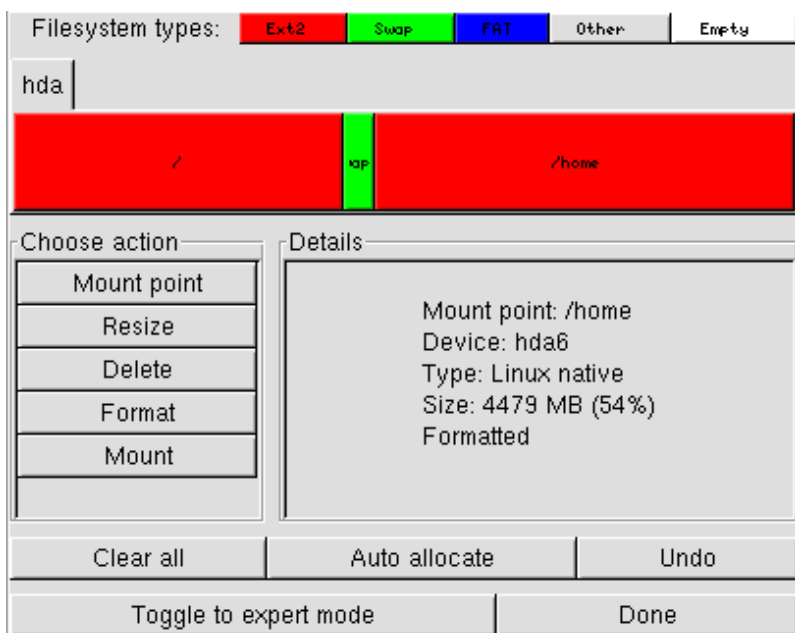 Filesystem types: Ext2 Swap FAT Other Empty
hda
/ /home
Choose action Details
Mount point
Resize
Delete
Format
Mount
Mount point: /home
Device: hda6
Type: Linux native
Size: 4479 MB (54%)
Formatted
Clear all Auto allocate Undo
Toggle to expert mode Done